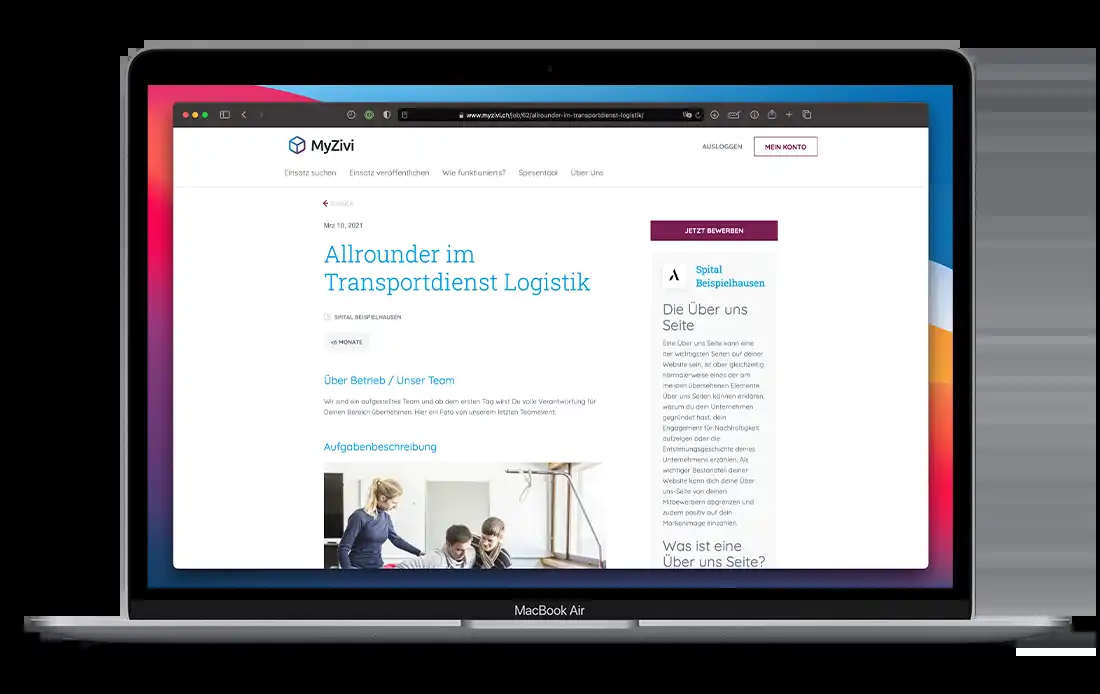 www.myzivi.ch/job/62/allrounder-im-transportdienst-logistik/
MyZivi
AUSLOGGEN
MEIN KONTO
Einsatz suchen
Einsatz veröffentlichen
Wie funktionierts?
Spesentool
Über Uns
ZURÜCK
Mrz 10, 2021
JETZT BEWERBEN
Allrounder im
Transportdienst Logistik
SPITAL BEISPIELHAUSEN
<6 MONATE
Über Betrieb / Unser Team
Wir sind ein aufgestelltes Team und ab dem ersten Tag wirst Du volle Verantwortung für
Deinen Bereich übernehmen. Hier ein Foto von unserem letzten Teamevent.
Aufgabenbeschreibung
Spital
Beispielhausen
Die Über uns
Seite
Eine Über uns Seite kann eine
der wichtigsten Seiten auf deiner
Website sein, ist aber gleichzeitig
normalerweise eines der am
meisten übersehenen Elemente.
Über uns Seiten können erklären,
warum du dein Unternehmen
gegründet hast, dein
Engagement für Nachhaltigkeit
aufzeigen oder die
Entstehungsgeschichte deines
Unternehmens erzählen. Als
wichtiger Bestandteil deiner
Website kann dich deine Über
uns-Seite von deinen
Mitbewerbern abgrenzen und
zudem positiv auf dein
Markenimage einzahlen.
Was ist eine
Über uns Seite?
MacBook Air